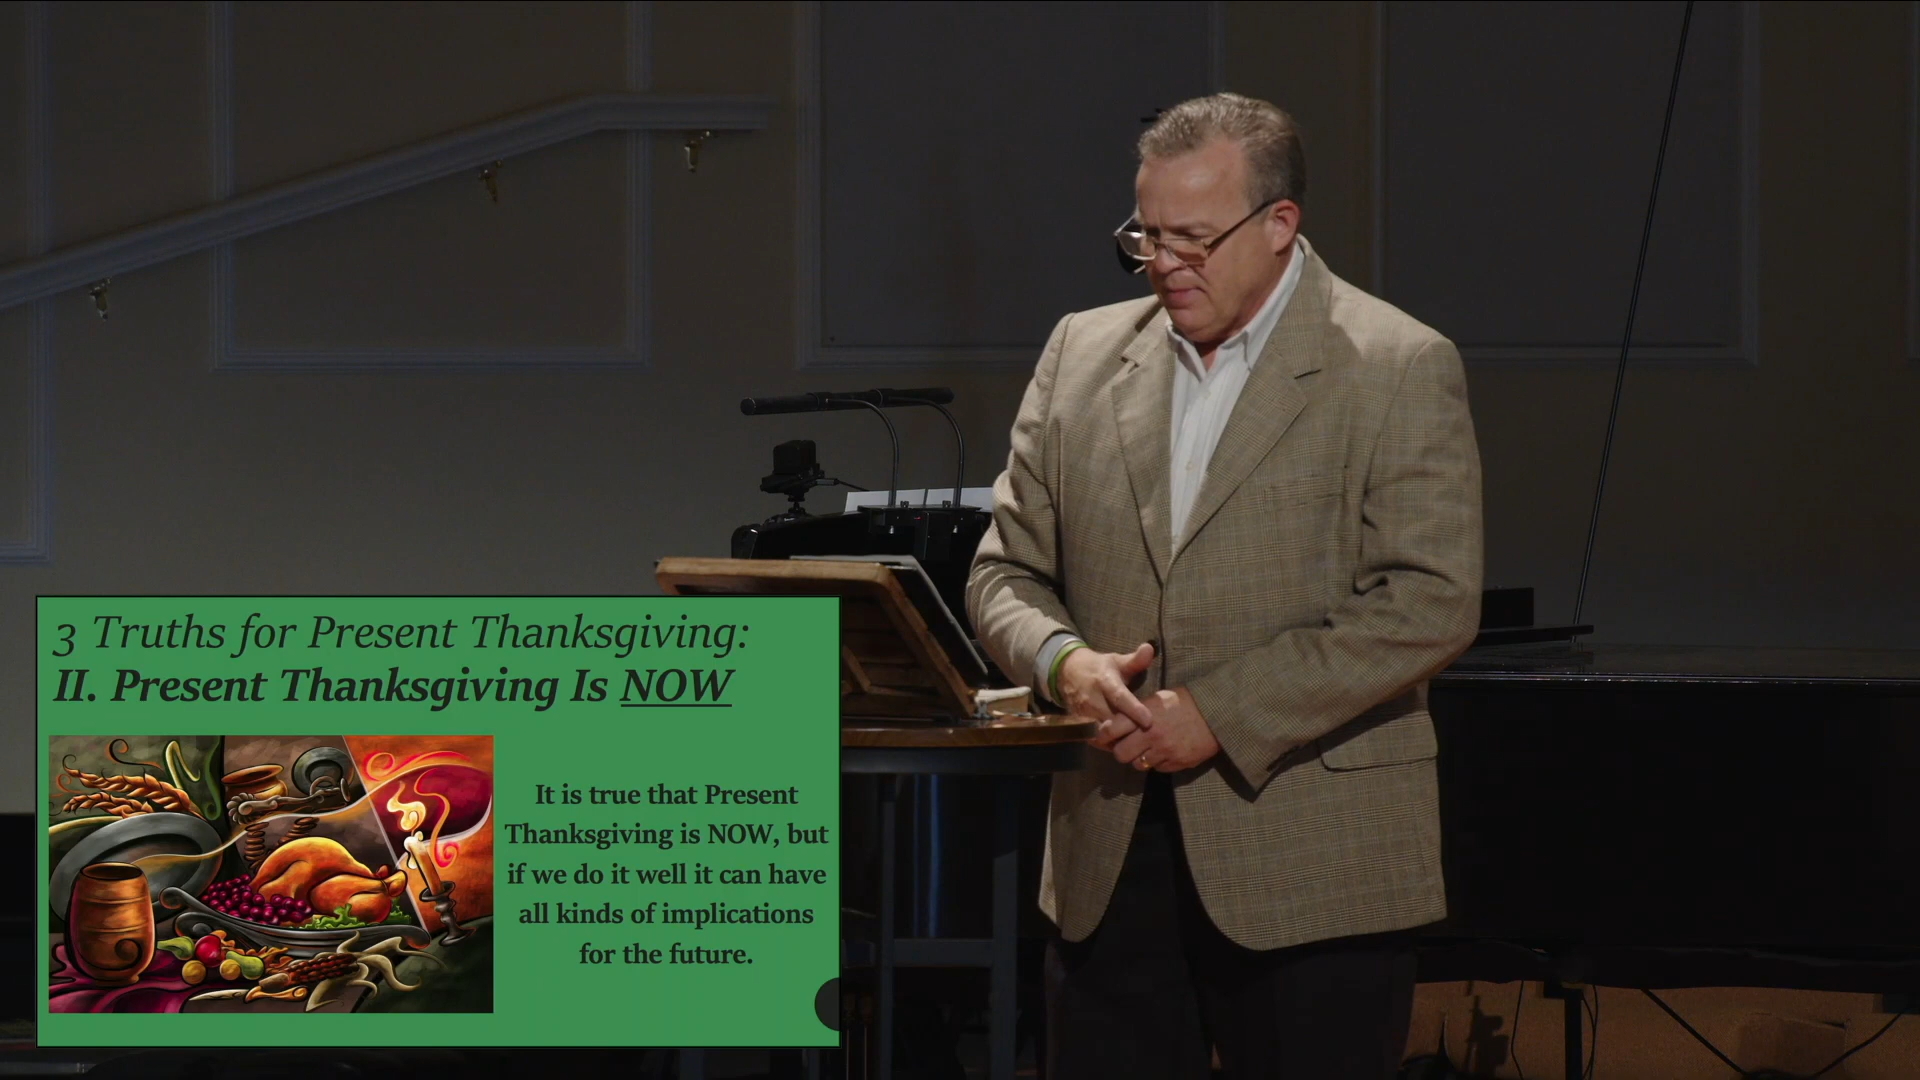 3 Truths for Present Thanksgiving:
II. Present Thanksgiving Is NOW
It is true that Present
Thanksgiving is NOW, but
if we do it well it can have
all kinds of implications
for the future.